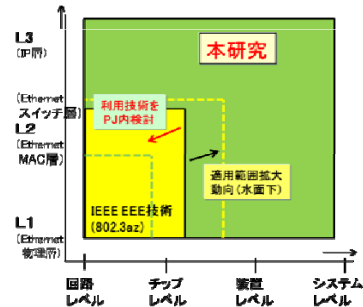 L3
(IP層)
本研究
(Ethernet
スイッチ層)
利用技術を
PJ内検討
L2
(Ethernet
MAC層)
適用範囲拡大
動向(水面下)
IEEE EEE技術
(802.3az)
L1
(Ethernet
物理層)
回路
レベル
チップ
レベル
装置
レベル
システム
レベル